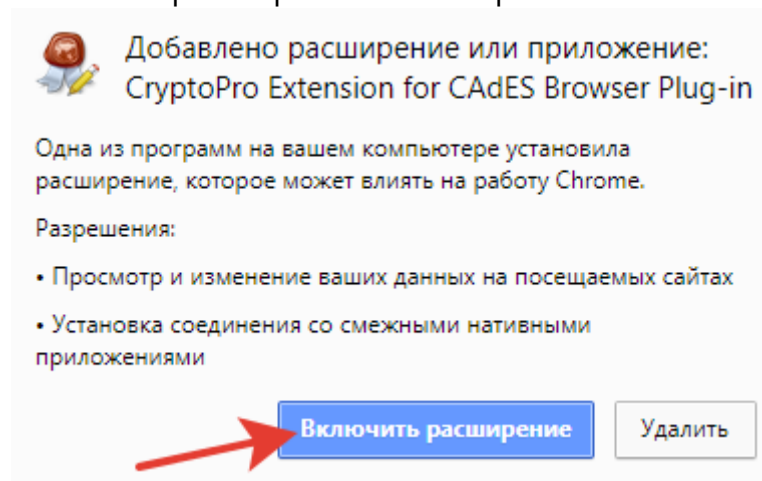 Добавлено расширение или приложение:
CryptoPro Extension for CAdES Browser Plug-in
Одна из программ на вашем компьютере установила
расширение, которое может влиять на работу Chrome.
Разрешения:
• Просмотр и изменение ваших данных на посещаемых сайтах
• Установка соединения со смежными нативными
приложениями
Включить расширение
Удалить